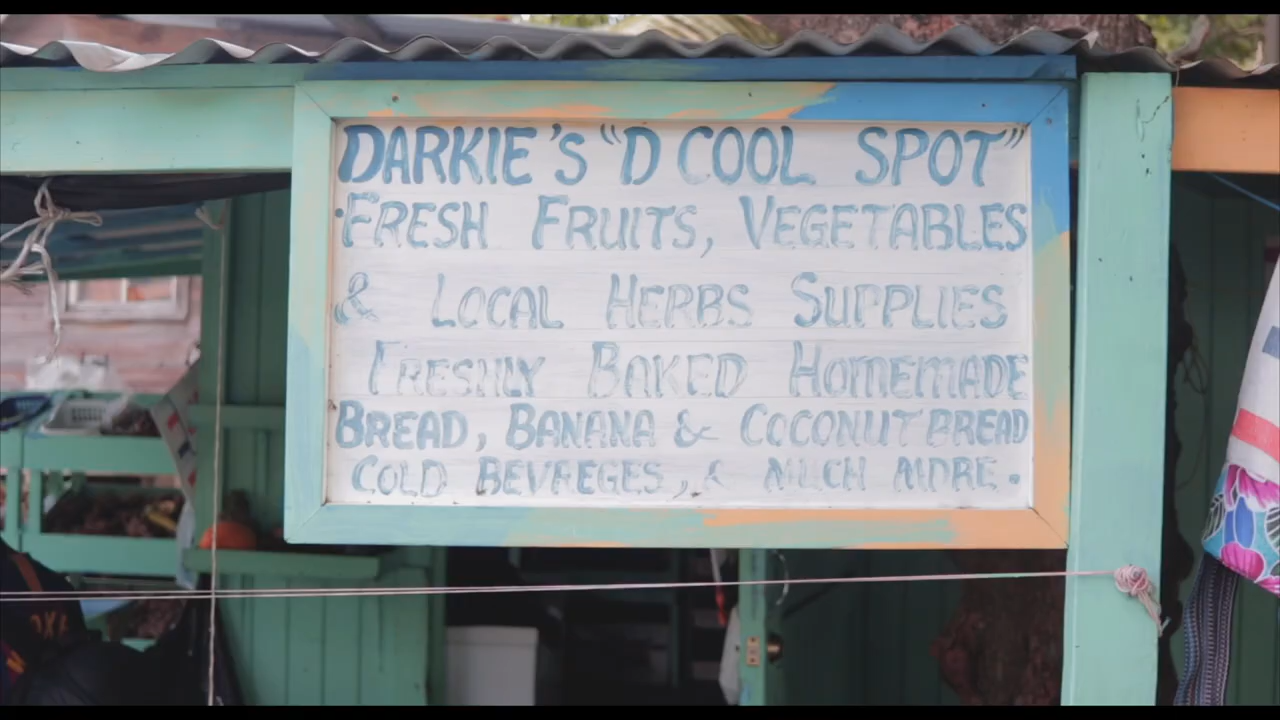 DARKIE'S "D COOL SPOT"
FRESH FRUITS, VEGETABLES
& LOCAL HERBS SUPPLIES
FRESHLY BAKED HOMEMADE
BREAD, BANANA & COCONUT BREAD
COLD BEVREGES, & MUCH MORE.